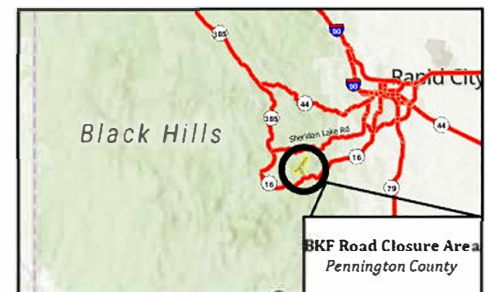 385
90
90
Rapid City
44
385
44
Black Hills
Sheridan Lake Rd
16
16
79
BKF Road Closure Area
Pennington County